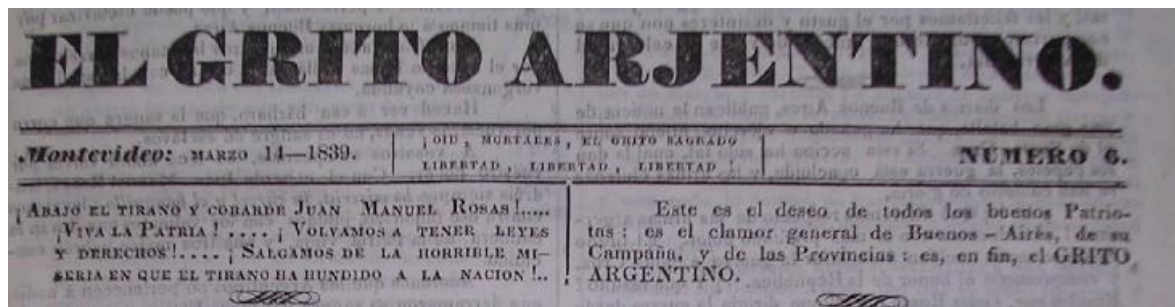 EL GRITO ARJENTINO.
Montevideo: MARZO 14—1839.
¡ OID, MORTALES, EL GRITO SAGRADO
LIBERTAD, LIBERTAD, LIBERTAD
NUMERO 6.
¡ ABAJO EL TIRANO Y COBARDE JUAN MANUEL ROSAS!.....
¡VIVA LA PATRIA! ....¡ VOLVAMOS A TENER LEYES
Y DERECHOS!....¡ SALGAMOS DE LA HORRIBLE MI-
SERIA EN QUE EL TIRANO HA HUNDIDO A LA NACION!..
Este es el deseo de todos los buenos Patrio-
tas: es el clamor general de Buenos-Aires, de su
Campaña, y de las Provincias: es, en fin, el GRITO
ARGENTINO.